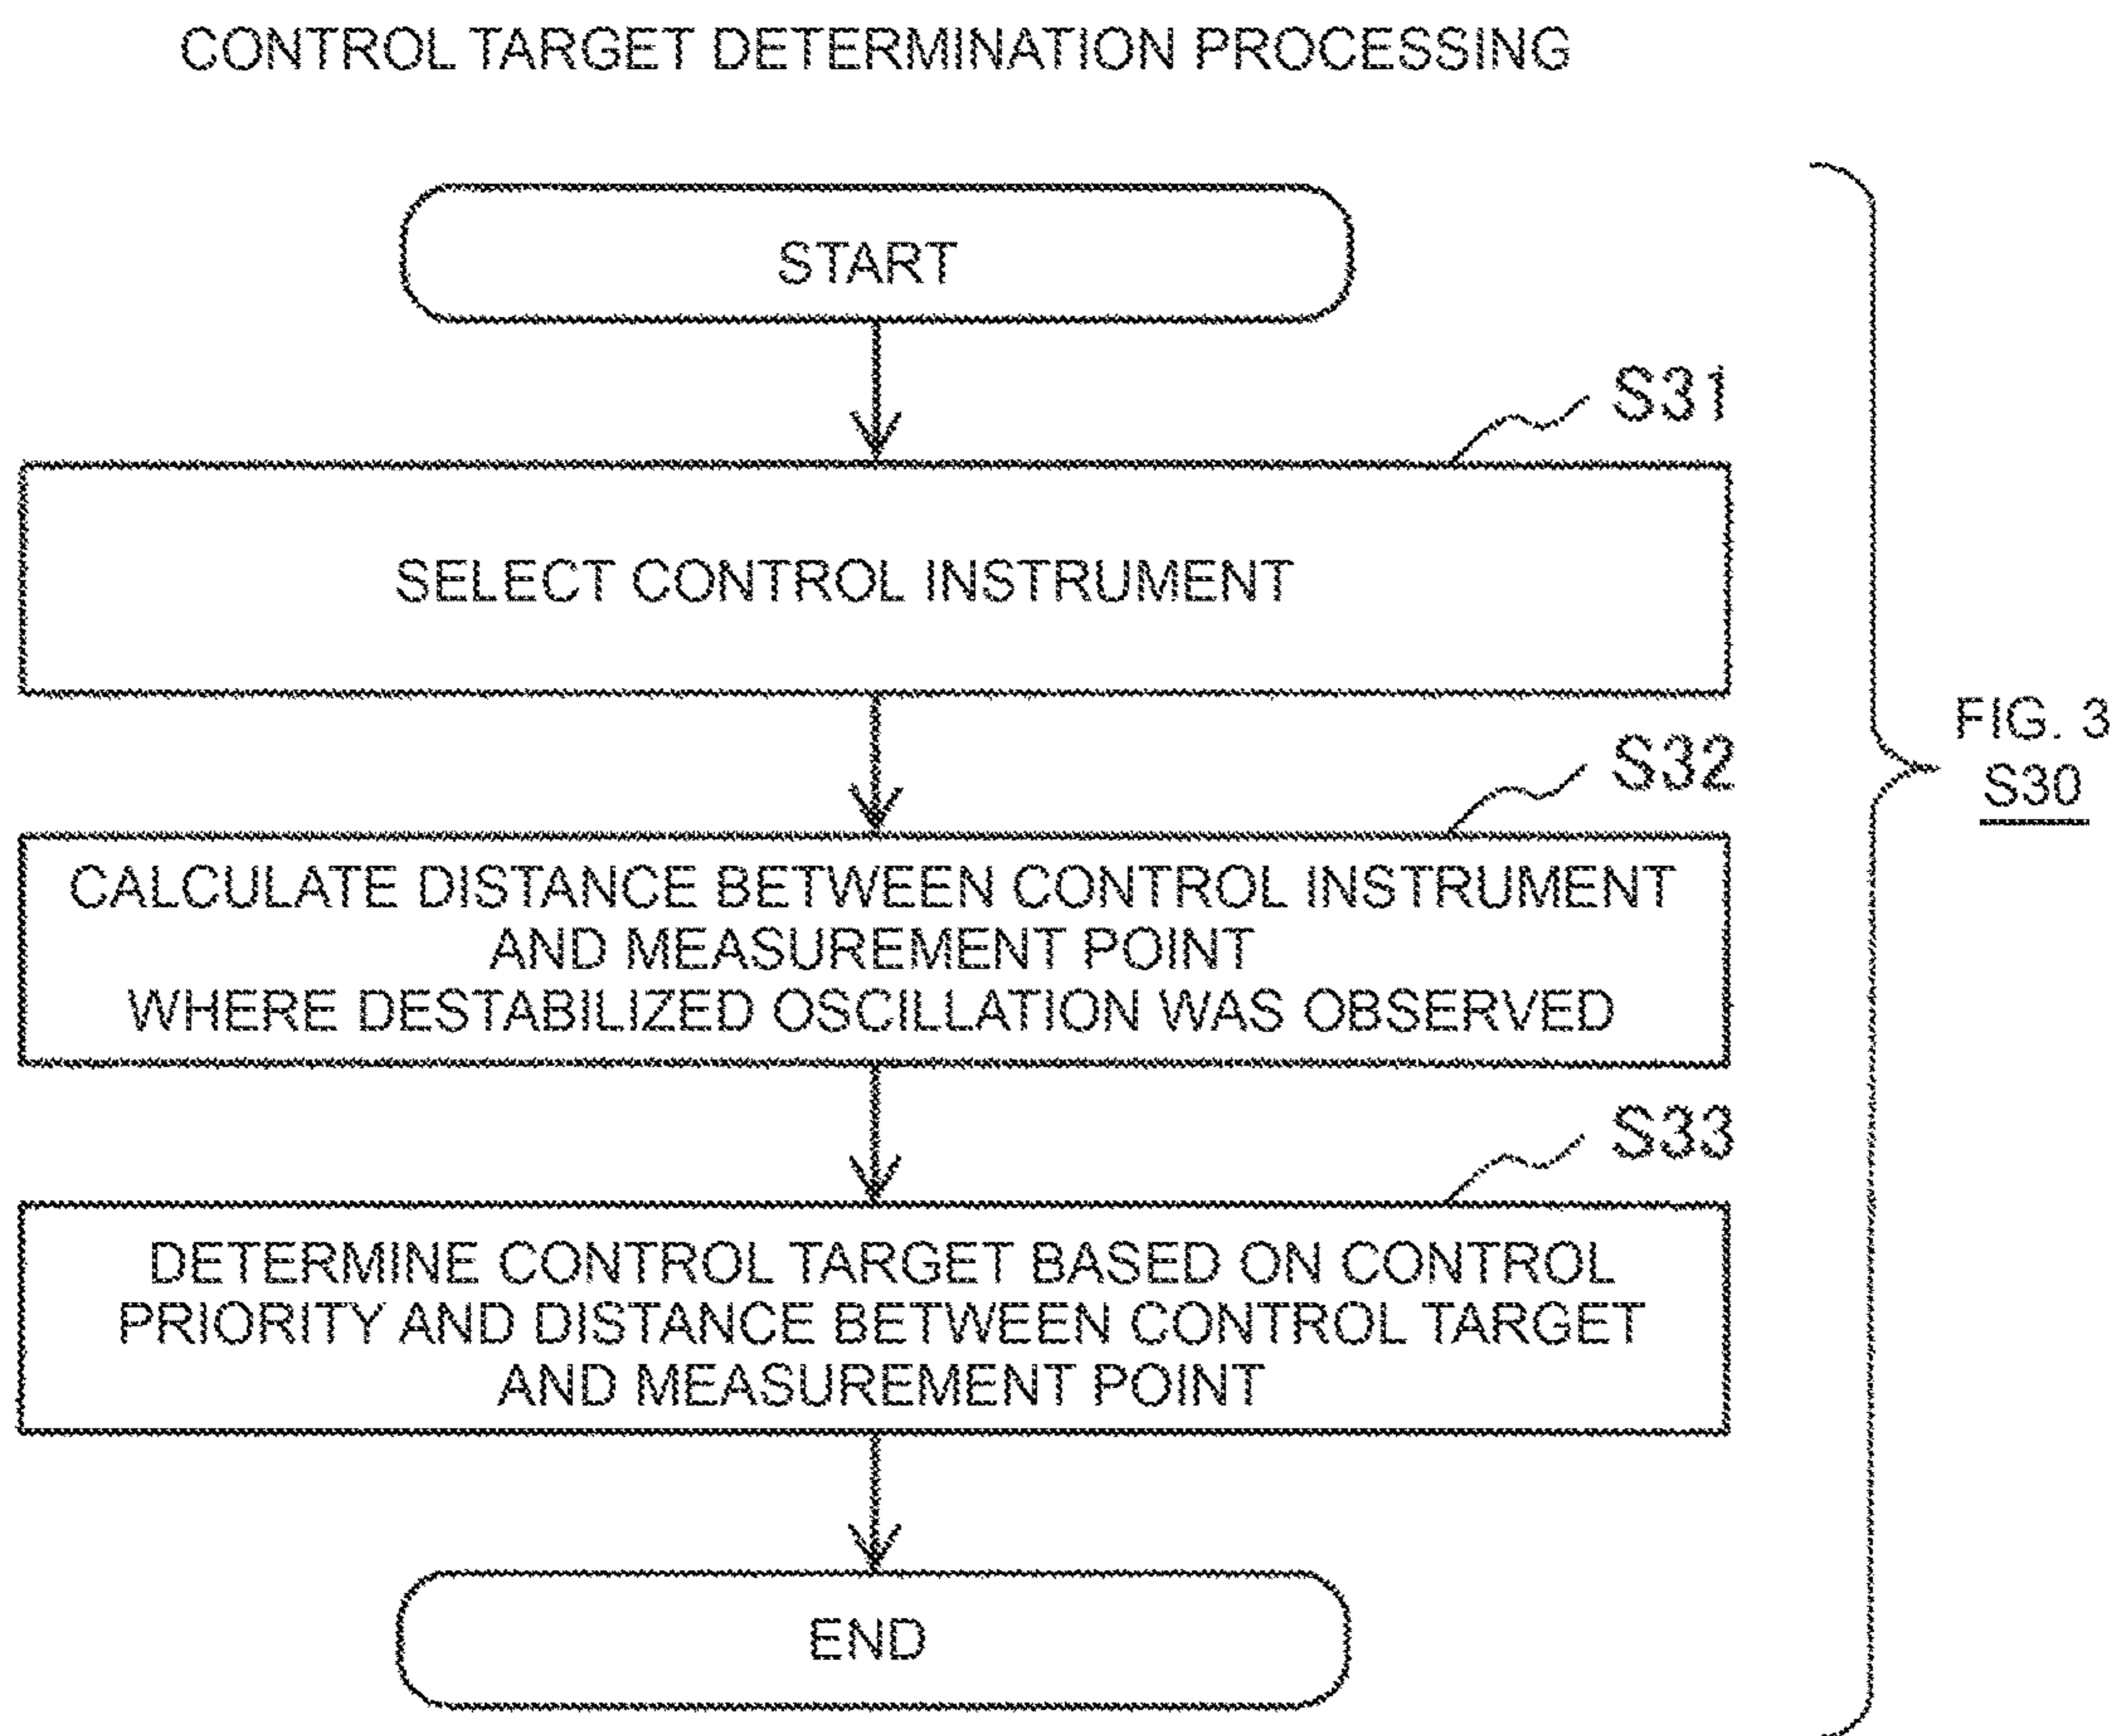 CONTROL TARGET DETERMINATION PROCESSING
START
S31
SELECT CONTROL INSTRUMENT
S32
CALCULATE DISTANCE BETWEEN CONTROL INSTRUMENT
AND MEASUREMENT POINT
WHERE DESTABILIZED OSCILLATION WAS OBSERVED
S33
DETERMINE CONTROL TARGET BASED ON CONTROL
PRIORITY AND DISTANCE BETWEEN CONTROL TARGET
AND MEASUREMENT POINT
END
FIG. 3
S30